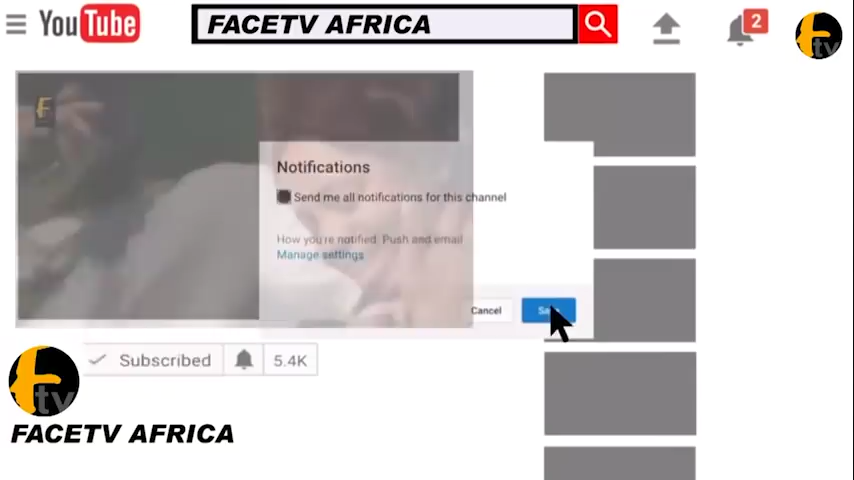 YouTube
FACETV AFRICA
2
tv
Notifications
Send me all notifications for this channel
How you're notified: Push and email
Manage settings
Cancel
Subscribed
5.4K
tv
FACETV AFRICA